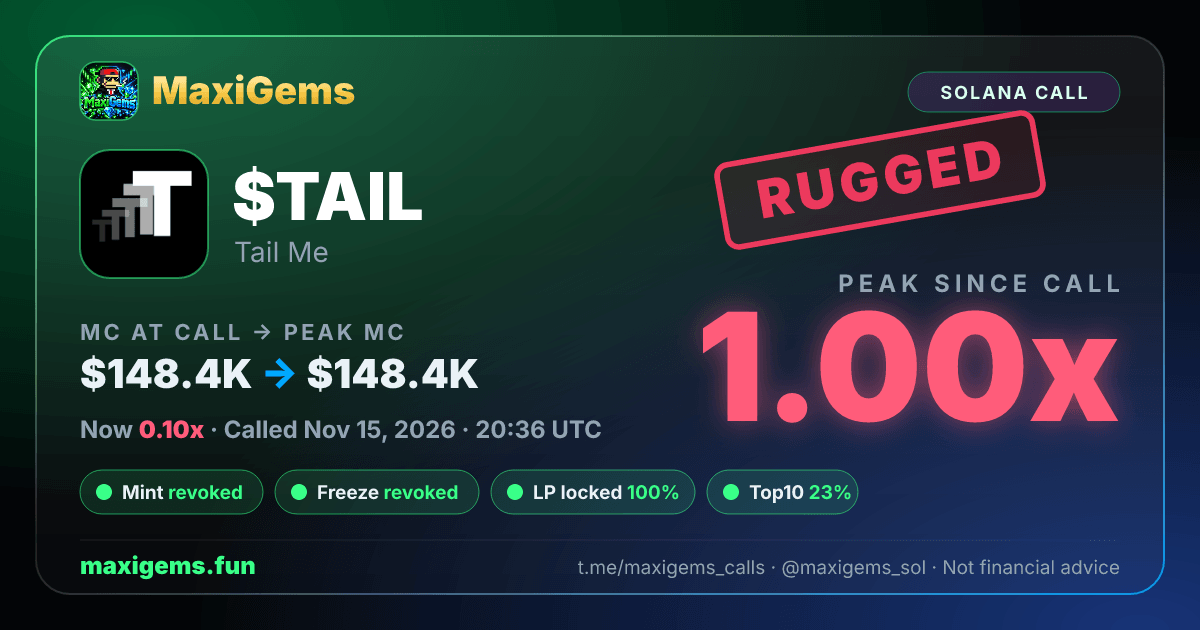 MaxiGems
MaxiGems
SOLANA CALL
RUGGED
T
$TAIL
Tail Me
PEAK SINCE CALL
1.00x
MC AT CALL → PEAK MC
$148.4K → $148.4K
Now 0.10x · Called Nov 15, 2026 · 20:36 UTC
Mint revoked
Freeze revoked
LP locked 100%
Top10 23%
maxigems.fun
t.me/maxigems_calls · @maxigems_sol · Not financial advice